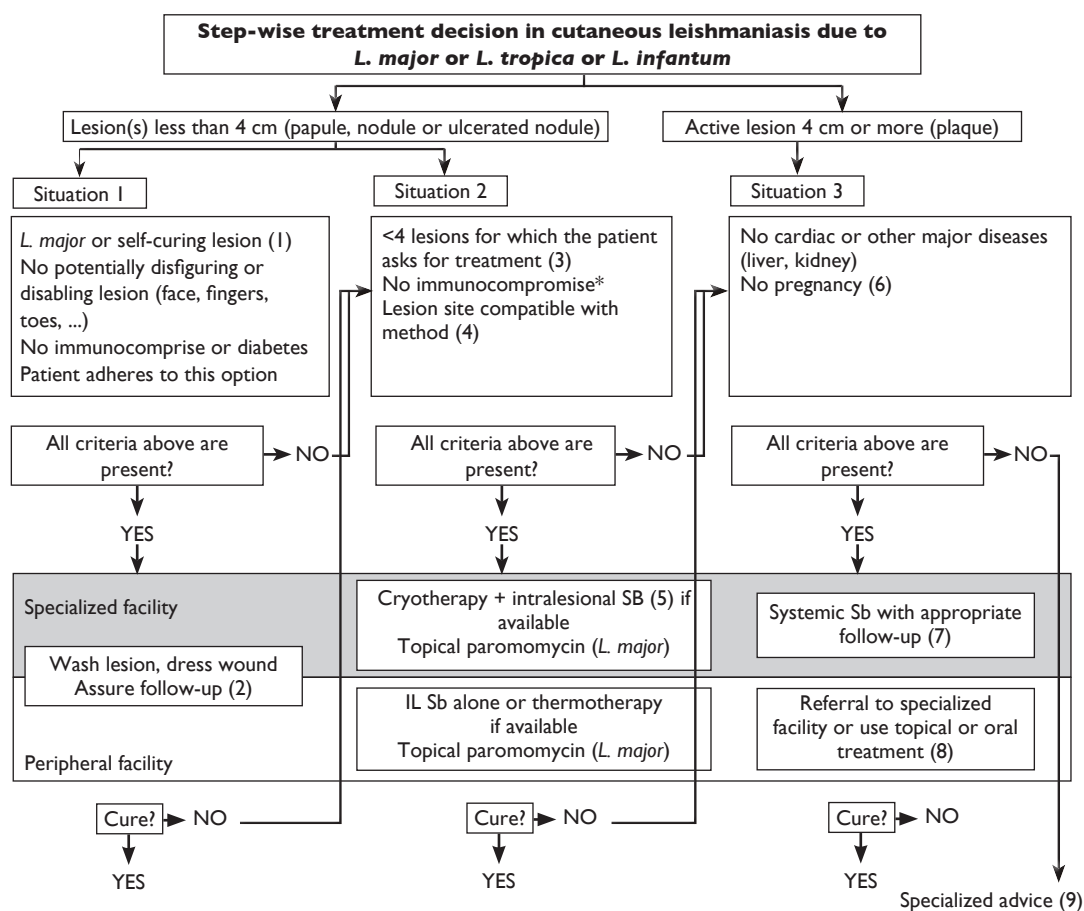 Step-wise treatment decision in cutaneous leishmaniasis due to
L. major or L. tropica or L. infantum
Lesion(s) less than 4 cm (papule, nodule or ulcerated nodule)
Active lesion 4 cm or more (plaque)
Situation 1
Situation 2
Situation 3
L. major or self-curing lesion (1)
No potentially disfiguring or
disabling lesion (face, fingers,
toes, ...)
No immunocomprise or diabetes
Patient adheres to this option
<4 lesions for which the patient
asks for treatment (3)
No immunocompromise*
Lesion site compatible with
method (4)
No cardiac or other major diseases
(liver, kidney)
No pregnancy (6)
All criteria above are
present?
NO
All criteria above are
present?
NO
All criteria above are
present?
NO
YES
YES
YES
Specialized facility
Wash lesion, dress wound
Assure follow-up (2)
Peripheral facility
Cryotherapy + intralesional SB (5) if
available
Topical paromomycin (L. major)
IL Sb alone or thermotherapy
if available
Topical paromomycin (L. major)
Systemic Sb with appropriate
follow-up (7)
Referral to specialized
facility or use topical or oral
treatment (8)
Cure?
NO
Cure?
NO
Cure?
NO
YES
YES
YES
Specialized advice (9)